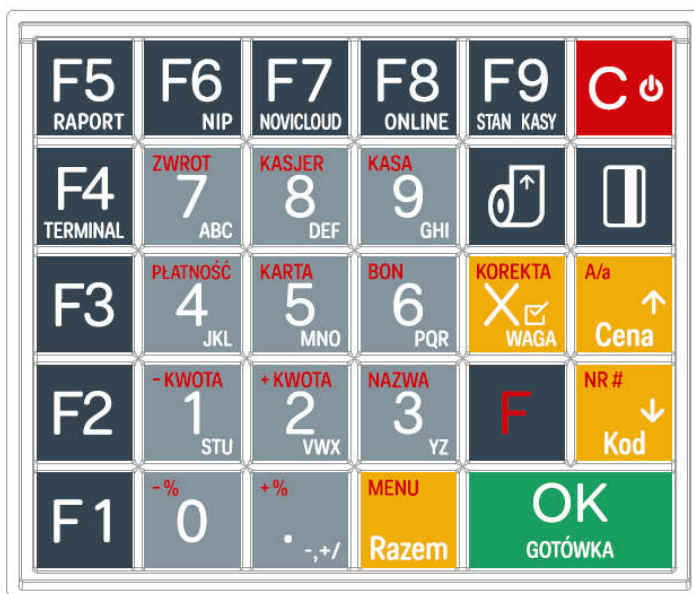 F5 F6 F7 F8 F9 C
RAPORT NIP NOVICLOUD ONLINE STAN KASY
ZWROT KASJER KASA
F4 7 8 9
TERMINAL ABC DEF GHI
PŁATNOŚĆ KARTA BON KOREKTA A/a
F3 4 5 6 X
JKL MNO PQR WAGA Cena
-KWOTA +KWOTA NAZWA NR #
F2 1 2 3 F
STU VWX YZ Kod
-% +% MENU
F1 0 . OK
-,+/ Razem GOTÓWKA